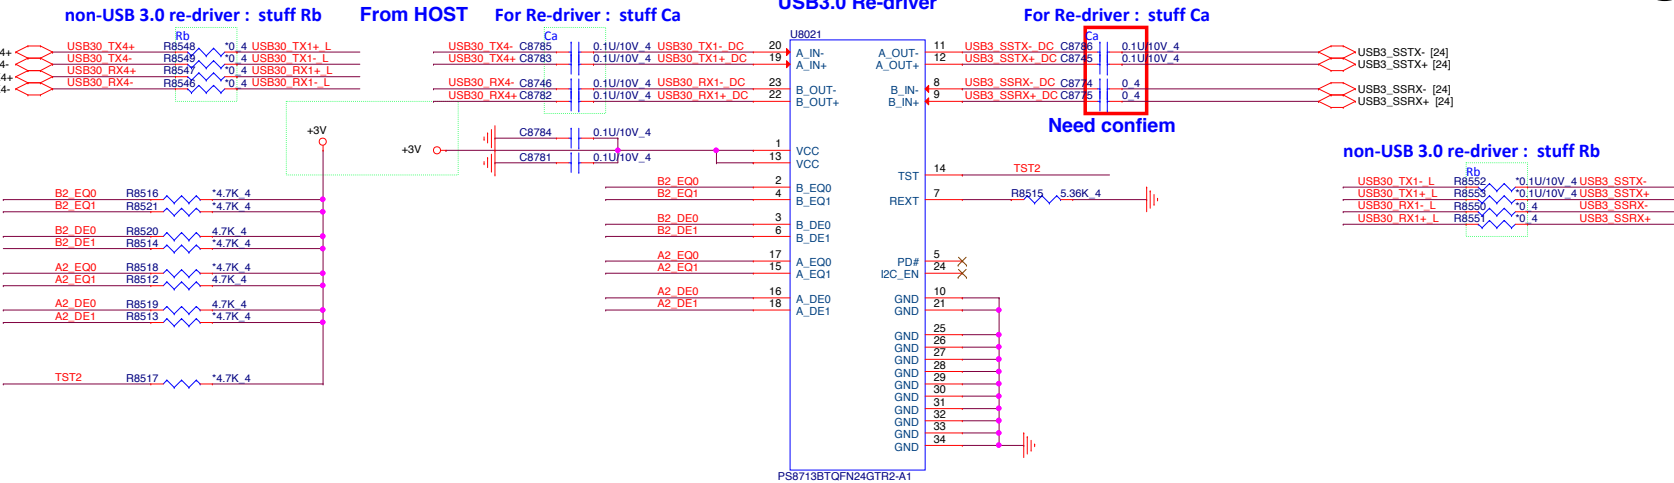 USB3.0 Re-driver
non-USB 3.0 re-driver : stuff Rb
From HOST
For Re-driver : stuff Ca
For Re-driver : stuff Ca
Rb
4+ USB30_TX4+ R8548 *0_4 USB30_TX1+_L
4- USB30_TX4- R8549 *0_4 USB30_TX1-_L
4+ USB30_RX4+ R8547 *0_4 USB30_RX1+_L
4- USB30_RX4- R8546 *0_4 USB30_RX1-_L
Ca
USB30_TX4- C8785 0.1U/10V_4 USB30_TX1-_DC 20
USB30_TX4+ C8783 0.1U/10V_4 USB30_TX1+_DC 19
USB30_RX4- C8746 0.1U/10V_4 USB30_RX1-_DC 23
USB30_RX4+ C8782 0.1U/10V_4 USB30_RX1+_DC 22
+3V
+3V
C8784 0.1U/10V_4
C8781 0.1U/10V_4
1
13
B2_EQ0 R8516 *4.7K_4
B2_EQ1 R8521 *4.7K_4
B2_DE0 R8520 4.7K_4
B2_DE1 R8514 *4.7K_4
A2_EQ0 R8518 *4.7K_4
A2_EQ1 R8512 4.7K_4
A2_DE0 R8519 4.7K_4
A2_DE1 R8513 *4.7K_4
TST2 R8517 *4.7K_4
B2_EQ0 2
B2_EQ1 4
B2_DE0 3
B2_DE1 6
A2_EQ0 17
A2_EQ1 15
A2_DE0 16
A2_DE1 18
U8021
A_IN- A_OUT-
A_IN+ A_OUT+
B_OUT- B_IN-
B_OUT+ B_IN+
VCC
VCC
TST
B_EQ0
B_EQ1 REXT
B_DE0
B_DE1
A_EQ0 PD#
A_EQ1 I2C_EN
A_DE0 GND
A_DE1 GND
GND
GND
GND
GND
GND
GND
GND
GND
GND
GND
PS8713BTQFN24GTR2-A1
Ca
11 USB3_SSTX-_DC C8786 0.1U/10V_4 USB3_SSTX- [24]
12 USB3_SSTX+_DC C8745 0.1U/10V_4 USB3_SSTX+ [24]
8 USB3_SSRX-_DC C8774 0_4 USB3_SSRX- [24]
9 USB3_SSRX+_DC C8775 0_4 USB3_SSRX+ [24]
Need confiem
14 TST2
7 R8515 5.36K_4
5
24
10
21
25
26
27
28
29
30
31
32
33
34
non-USB 3.0 re-driver : stuff Rb
Rb
USB30_TX1-_L R8552 *0.1U/10V_4 USB3_SSTX-
USB30_TX1+_L R8553 *0.1U/10V_4 USB3_SSTX+
USB30_RX1-_L R8550 *0_4 USB3_SSRX-
USB30_RX1+_L R8551 *0_4 USB3_SSRX+